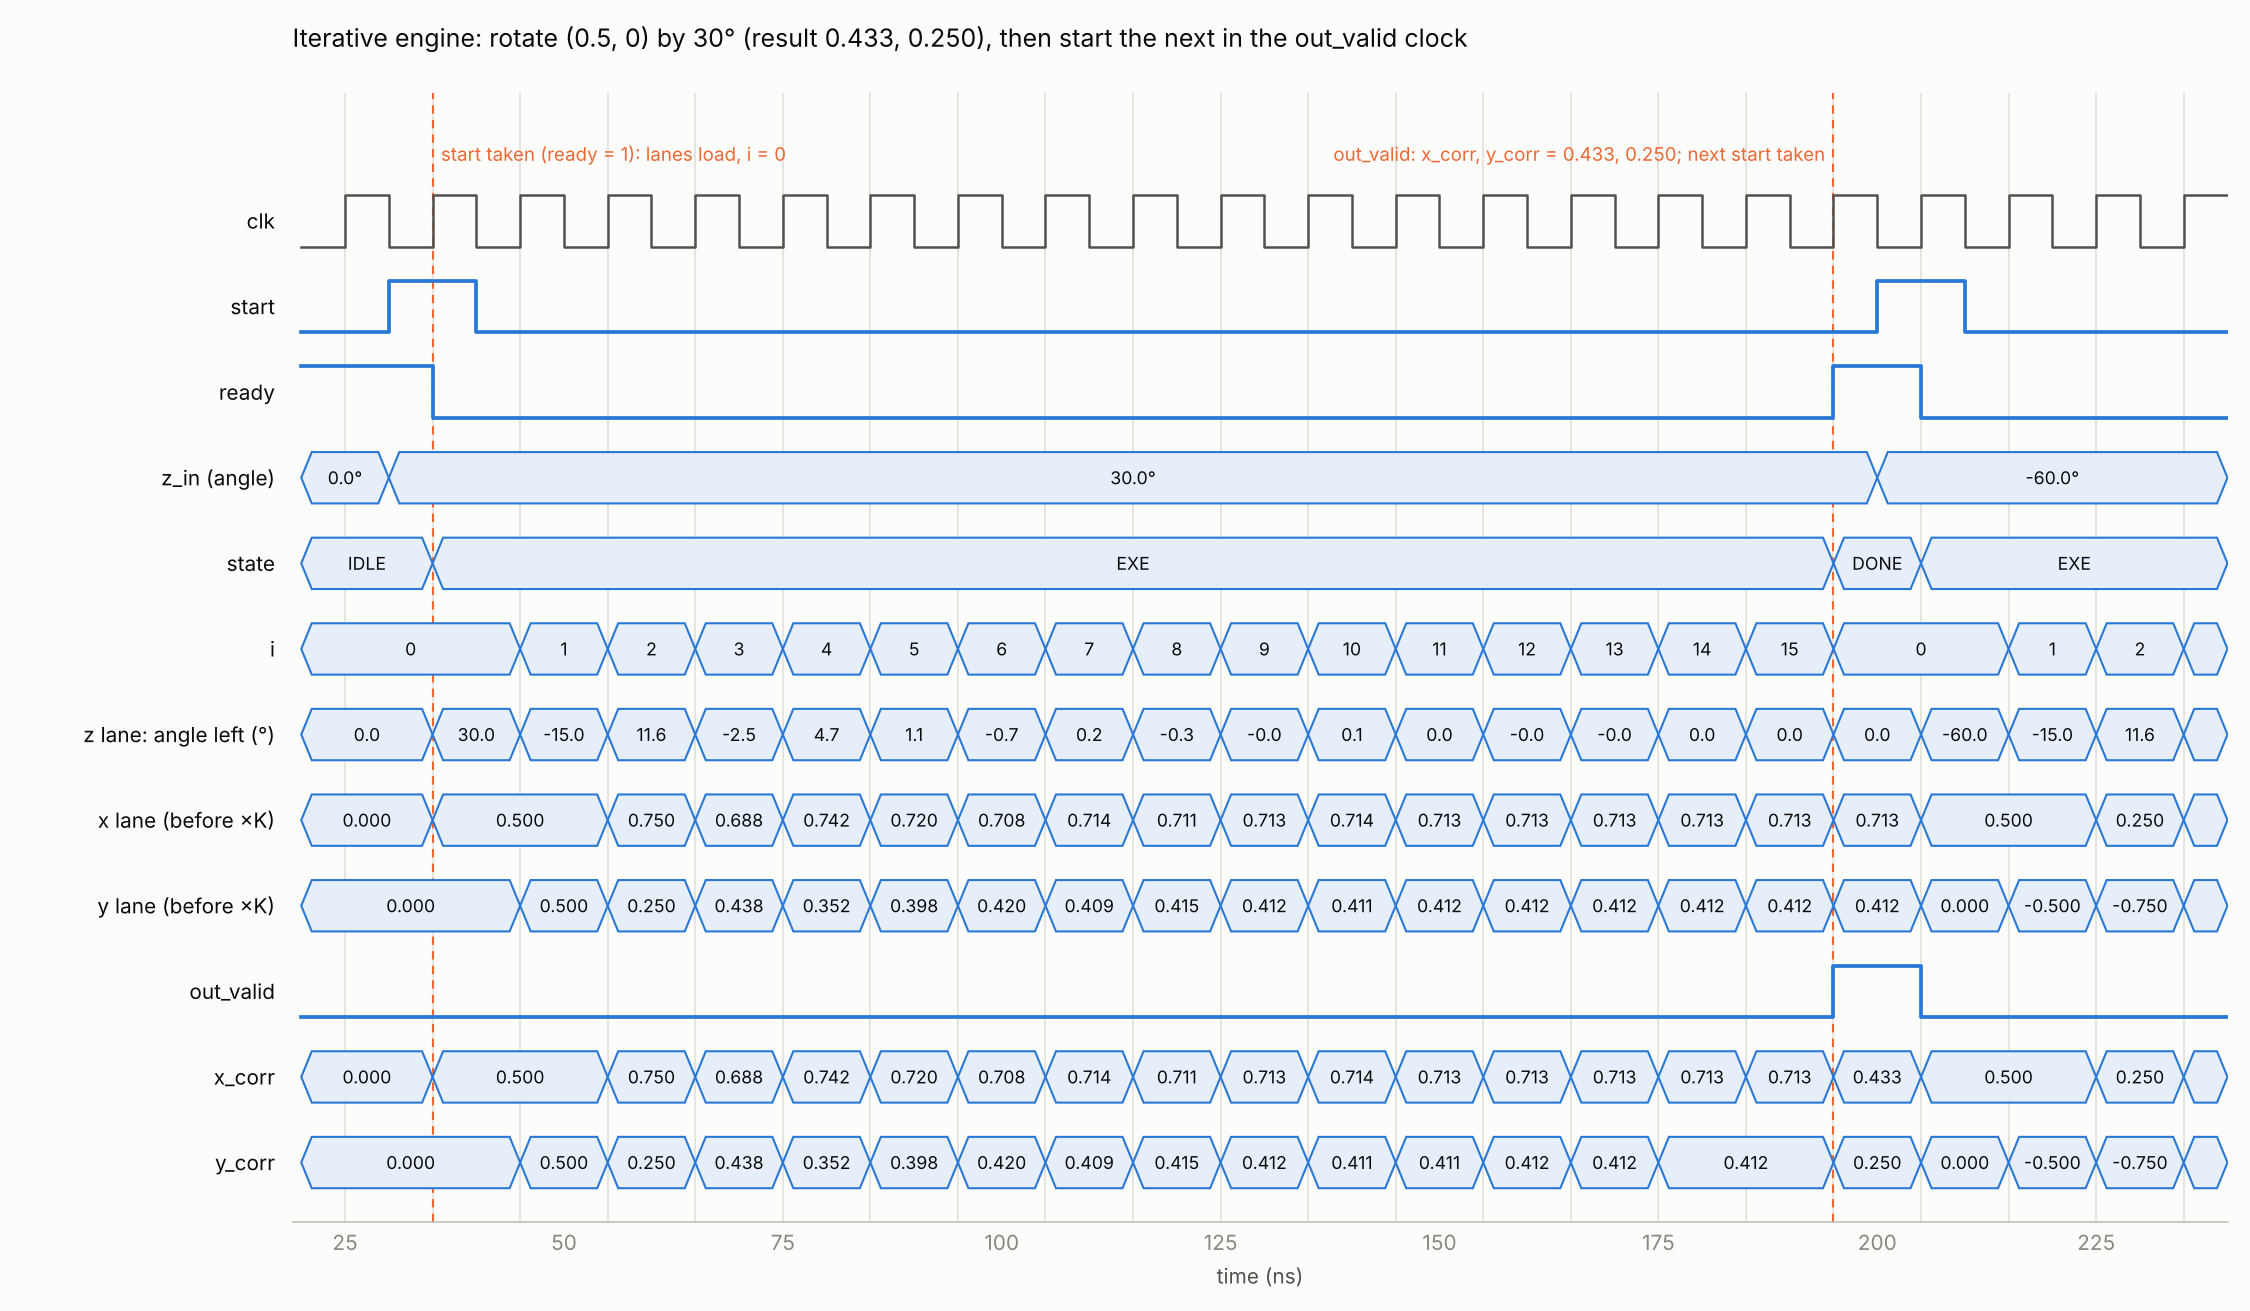 Iterative engine: rotate (0.5, 0) by 30° (result 0.433, 0.250), then start the next in the out_valid clock
start taken (ready = 1): lanes load, i = 0
out_valid: x_corr, y_corr = 0.433, 0.250; next start taken
clk
start
ready
z_in (angle) 0.0° 30.0° -60.0°
state IDLE EXE DONE EXE
i 0 1 2 3 4 5 6 7 8 9 10 11 12 13 14 15 0 1 2
z lane: angle left (°) 0.0 30.0 -15.0 11.6 -2.5 4.7 1.1 -0.7 0.2 -0.3 -0.0 0.1 0.0 -0.0 -0.0 0.0 0.0 0.0 -60.0 -15.0 11.6
x lane (before ×K) 0.000 0.500 0.750 0.688 0.742 0.720 0.708 0.714 0.711 0.713 0.714 0.713 0.713 0.713 0.713 0.713 0.713 0.500 0.250
y lane (before ×K) 0.000 0.500 0.250 0.438 0.352 0.398 0.420 0.409 0.415 0.412 0.411 0.412 0.412 0.412 0.412 0.412 0.412 0.000 -0.500 -0.750
out_valid
x_corr 0.000 0.500 0.750 0.688 0.742 0.720 0.708 0.714 0.711 0.713 0.714 0.713 0.713 0.713 0.713 0.713 0.433 0.500 0.250
y_corr 0.000 0.500 0.250 0.438 0.352 0.398 0.420 0.409 0.415 0.412 0.411 0.411 0.412 0.412 0.412 0.250 0.000 -0.500 -0.750
25 50 75 100 125 150 175 200 225
time (ns)